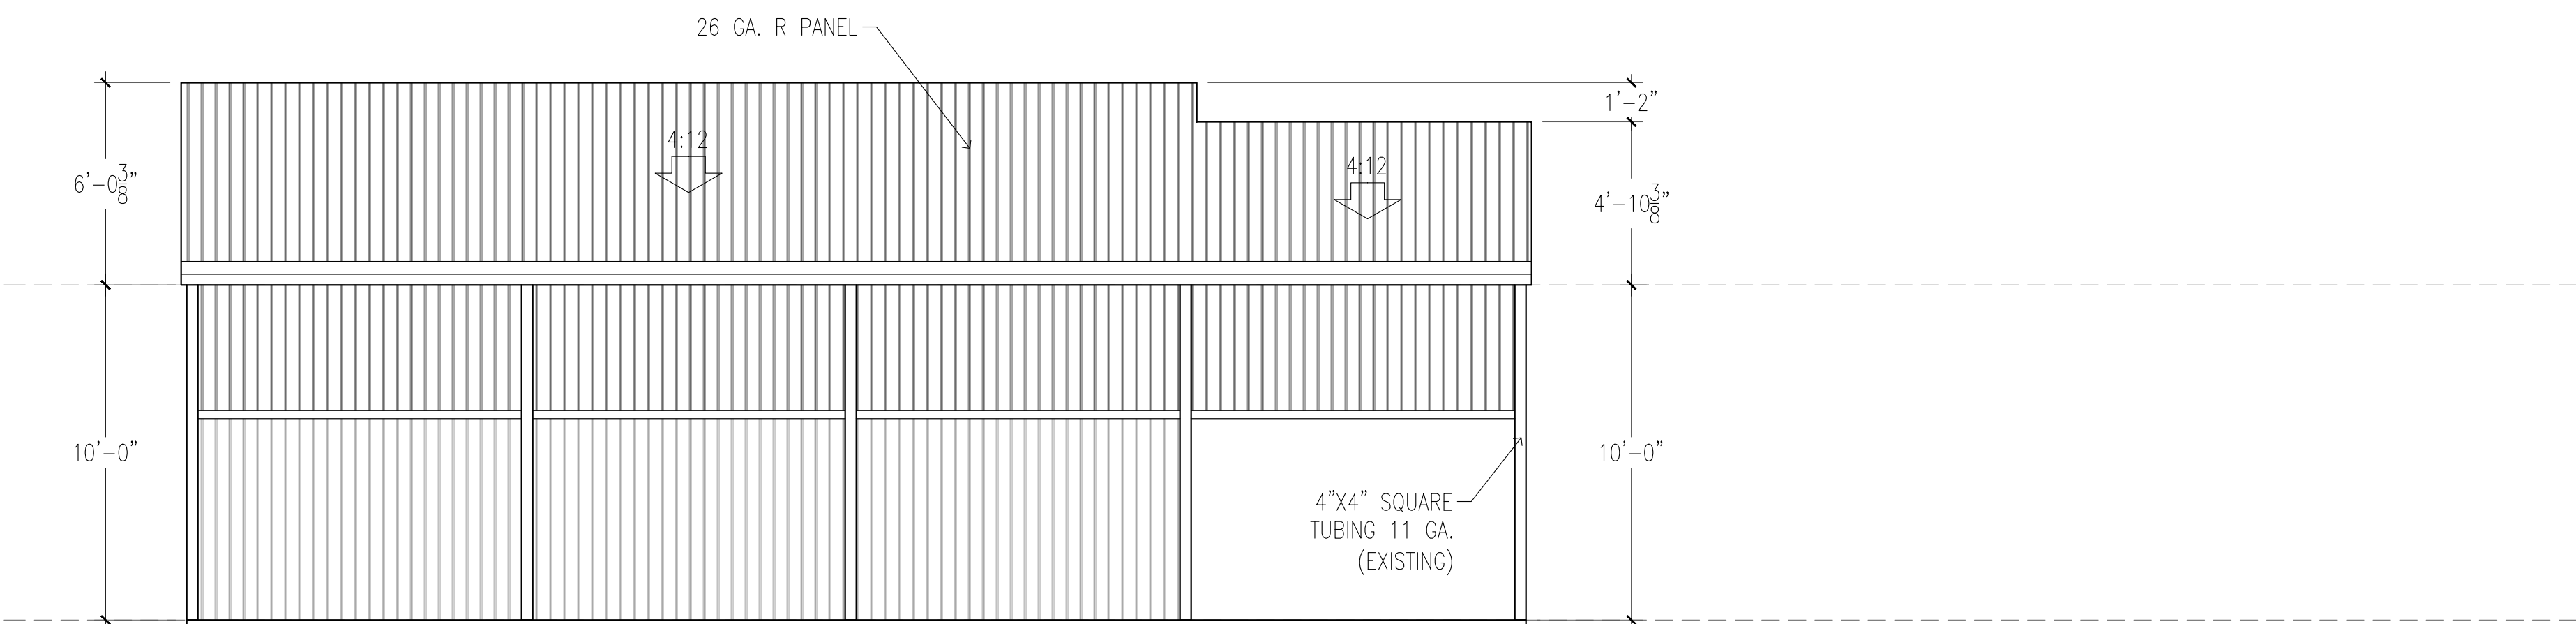 26 GA. R PANEL
1'-2"
4:12
4:12
6'-0 3/8"
4'-10 3/8"
10'-0"
10'-0"
4"X4" SQUARE
TUBING 11 GA.
(EXISTING)